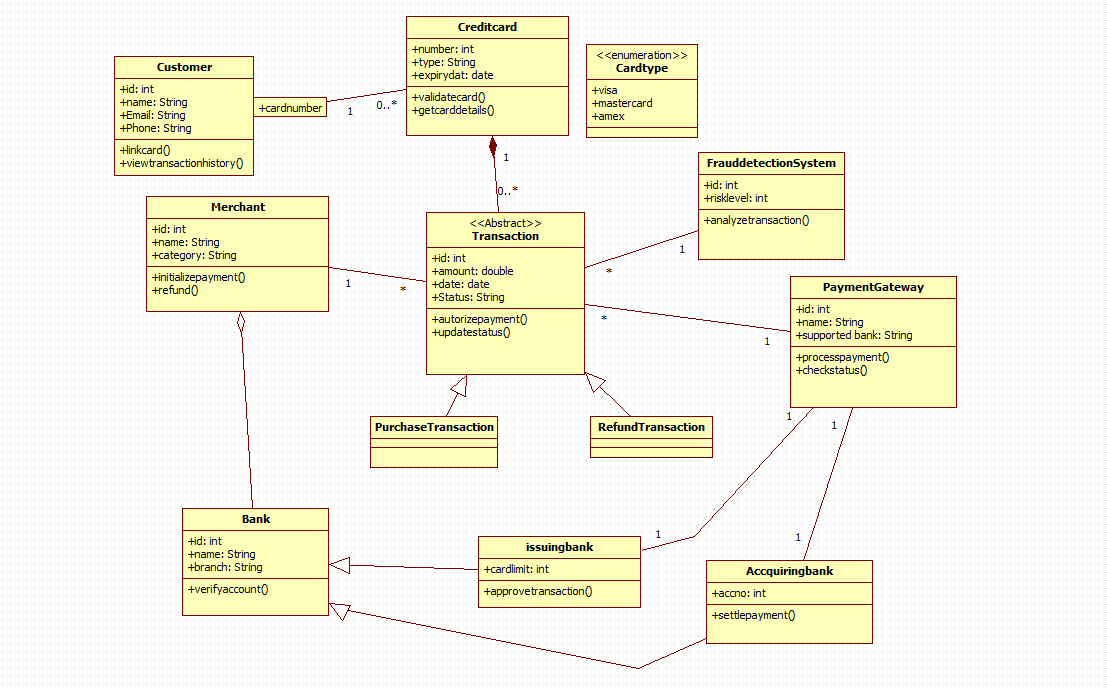 Creditcard
+number: int
+type: String
+expirydat: date
+validatecard()
+getcarddetails()
<<enumeration>>
Cardtype
+visa
+mastercard
+amex
Customer
+id: int
+name: String
+Email: String
+Phone: String
+linkcard()
+viewtransactionhistory()
+cardnumber
1
0..*
1
0..*
FrauddetectionSystem
+id: int
+risklevel: int
+analyzetransaction()
Merchant
+id: int
+name: String
+category: String
+initializepayment()
+refund()
<<Abstract>>
Transaction
+id: int
+amount: double
+date: date
+Status: String
+autorizepayment()
+updatestatus()
1
*
1
*
*
1
PaymentGateway
+id: int
+name: String
+supported bank: String
+processpayment()
+checkstatus()
PurchaseTransaction
RefundTransaction
1
1
1
1
Bank
+id: int
+name: String
+branch: String
+verifyaccount()
issuingbank
+cardlimit: int
+approvetransaction()
Accquiringbank
+accno: int
+settlepayment()